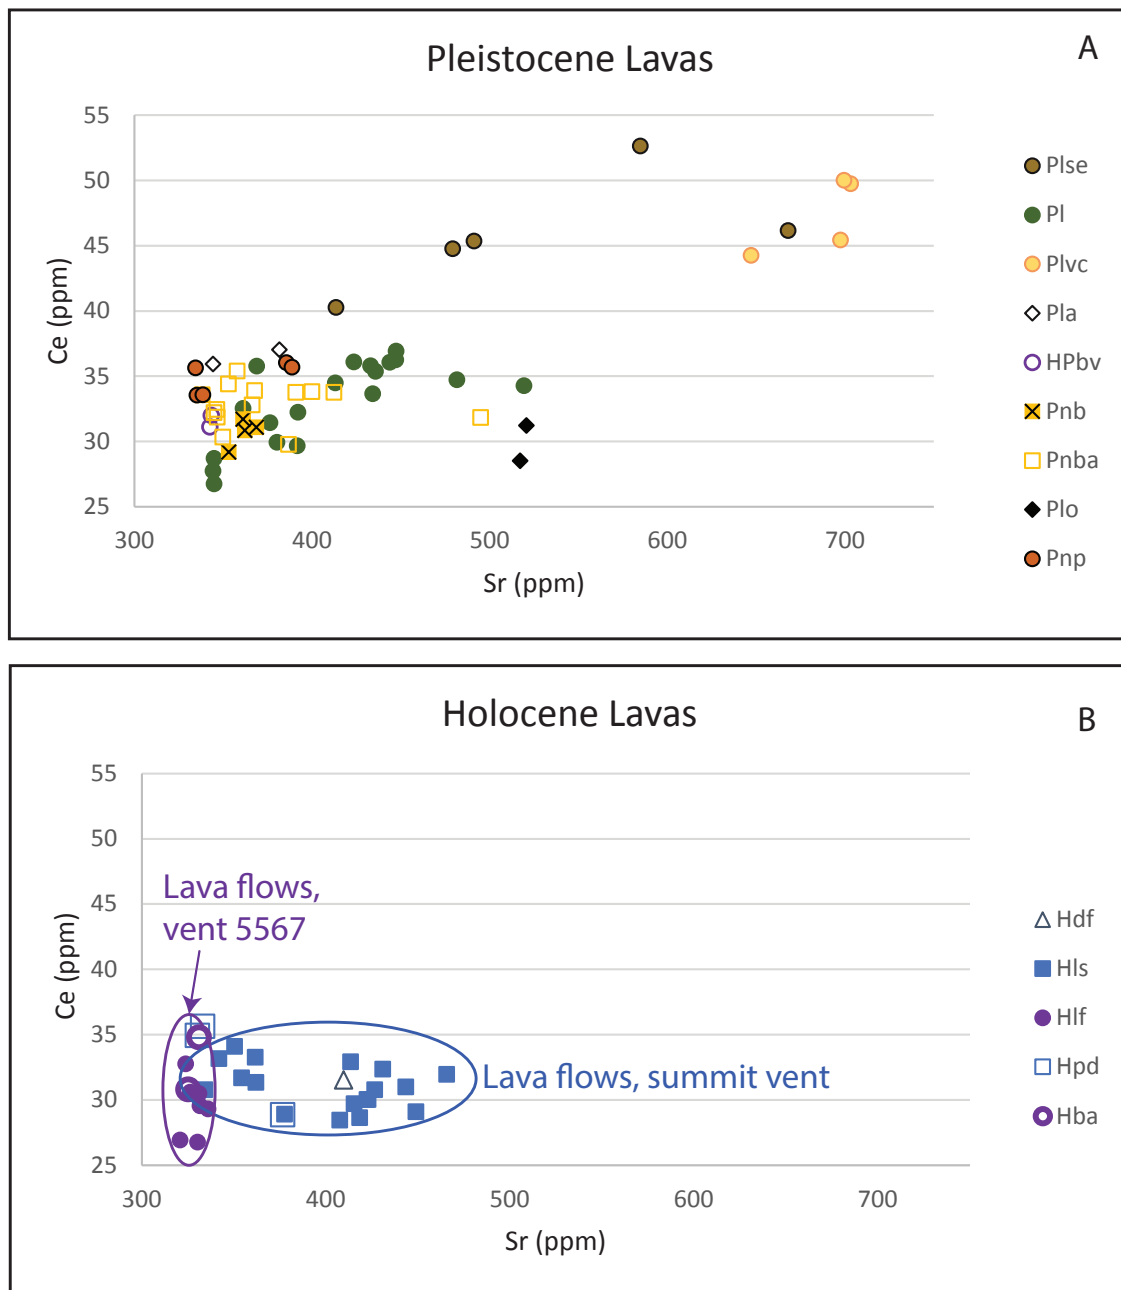 A
Pleistocene Lavas
55
50
45
40
35
30
25
Ce (ppm)
300 400 500 600 700
Sr (ppm)
Plse
Pl
Plvc
Pla
HPbv
Pnb
Pnba
Plo
Pnp
B
Holocene Lavas
55
50
45
40
35
30
25
Ce (ppm)
Lava flows,
vent 5567
Lava flows, summit vent
300 400 500 600 700
Sr (ppm)
Hdf
Hls
Hlf
Hpd
Hba